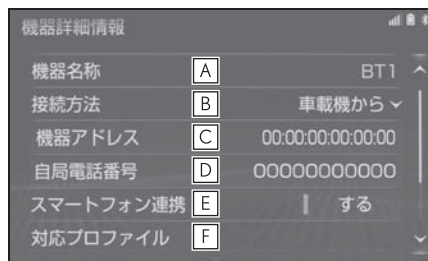 機器詳細情報
機器名称 A BT1
接続方法 B 車載機から
機器アドレス C 00:00:00:00:00:00
自局電話番号 D 00000000000
スマートフォン連携 E する
対応プロファイル F